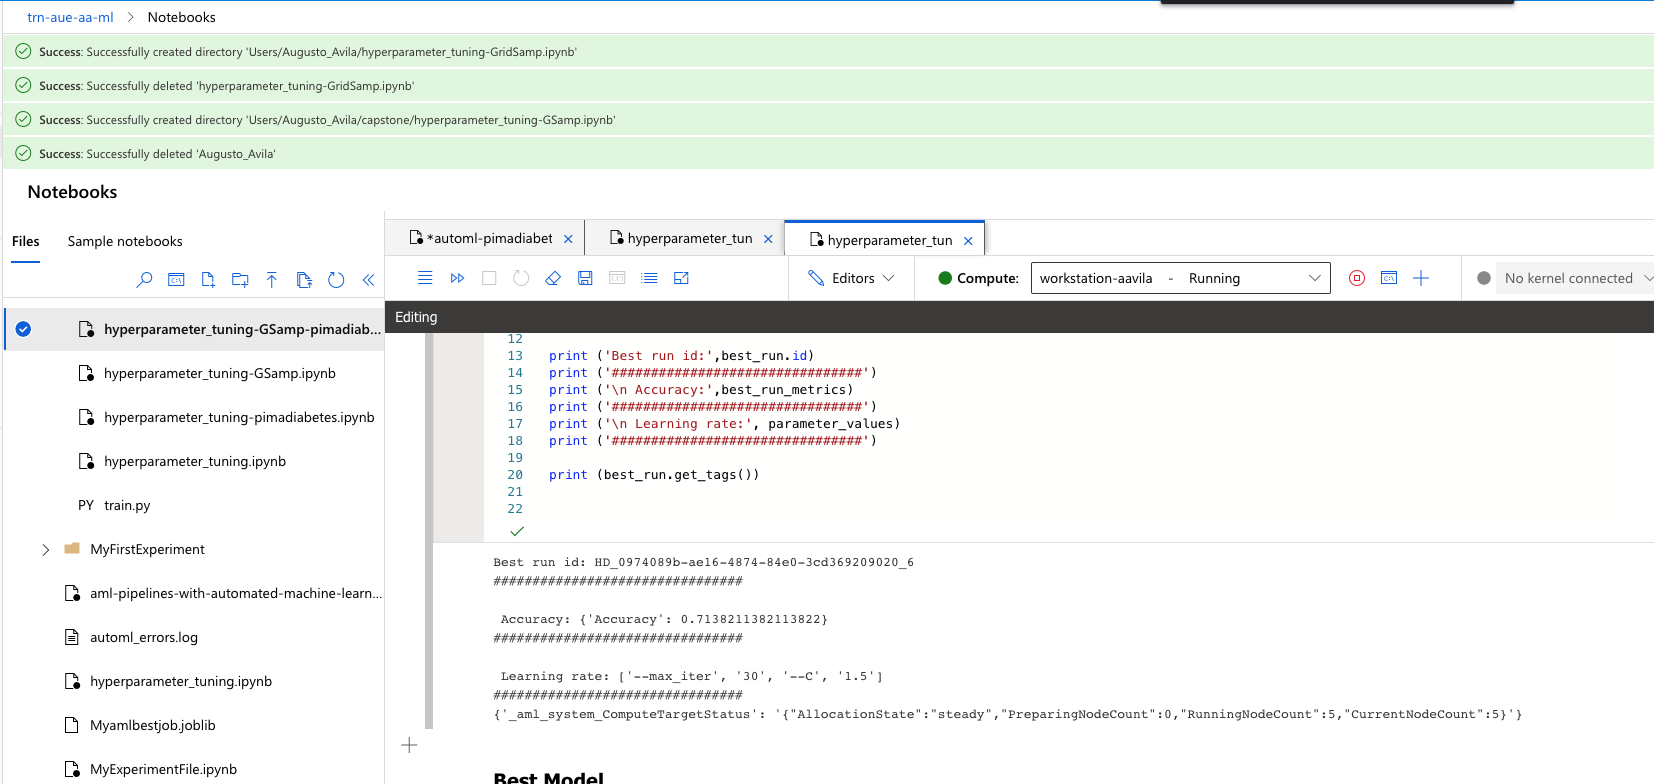 trn-aue-aa-ml > Notebooks
Success: Successfully created directory 'Users/Augusto_Avila/hyperparameter_tuning-GridSamp.ipynb'
Success: Successfully deleted 'hyperparameter_tuning-GridSamp.ipynb'
Success: Successfully created directory 'Users/Augusto_Avila/capstone/hyperparameter_tuning-GSamp.ipynb'
Success: Successfully deleted 'Augusto_Avila'
Notebooks
Files Sample notebooks
hyperparameter_tuning-GSamp-pimadiab...
hyperparameter_tuning-GSamp.ipynb
hyperparameter_tuning-pimadiabetes.ipynb
hyperparameter_tuning.ipynb
PY train.py
MyFirstExperiment
aml-pipelines-with-automated-machine-learn...
automl_errors.log
hyperparameter_tuning.ipynb
Myamlbestjob.joblib
MyExperimentFile.ipynb
*automl-pimadiabet hyperparameter_tun hyperparameter_tun
Editors Compute: workstation-aavila - Running No kernel connected
Editing
12
13 print ('Best run id:',best_run.id)
14 print ('################################')
15 print ('\n Accuracy:',best_run_metrics)
16 print ('################################')
17 print ('\n Learning rate:', parameter_values)
18 print ('################################')
19
20 print (best_run.get_tags())
21
22
Best run id: HD_0974089b-ae16-4874-84e0-3cd369209020_6
################################
Accuracy: {'Accuracy': 0.7138211382113822}
################################
Learning rate: ['--max_iter', '30', '--C', '1.5']
################################
{'_aml_system_ComputeTargetStatus': '{"AllocationState":"steady","PreparingNodeCount":0,"RunningNodeCount":5,"CurrentNodeCount":5}'}
Best Model